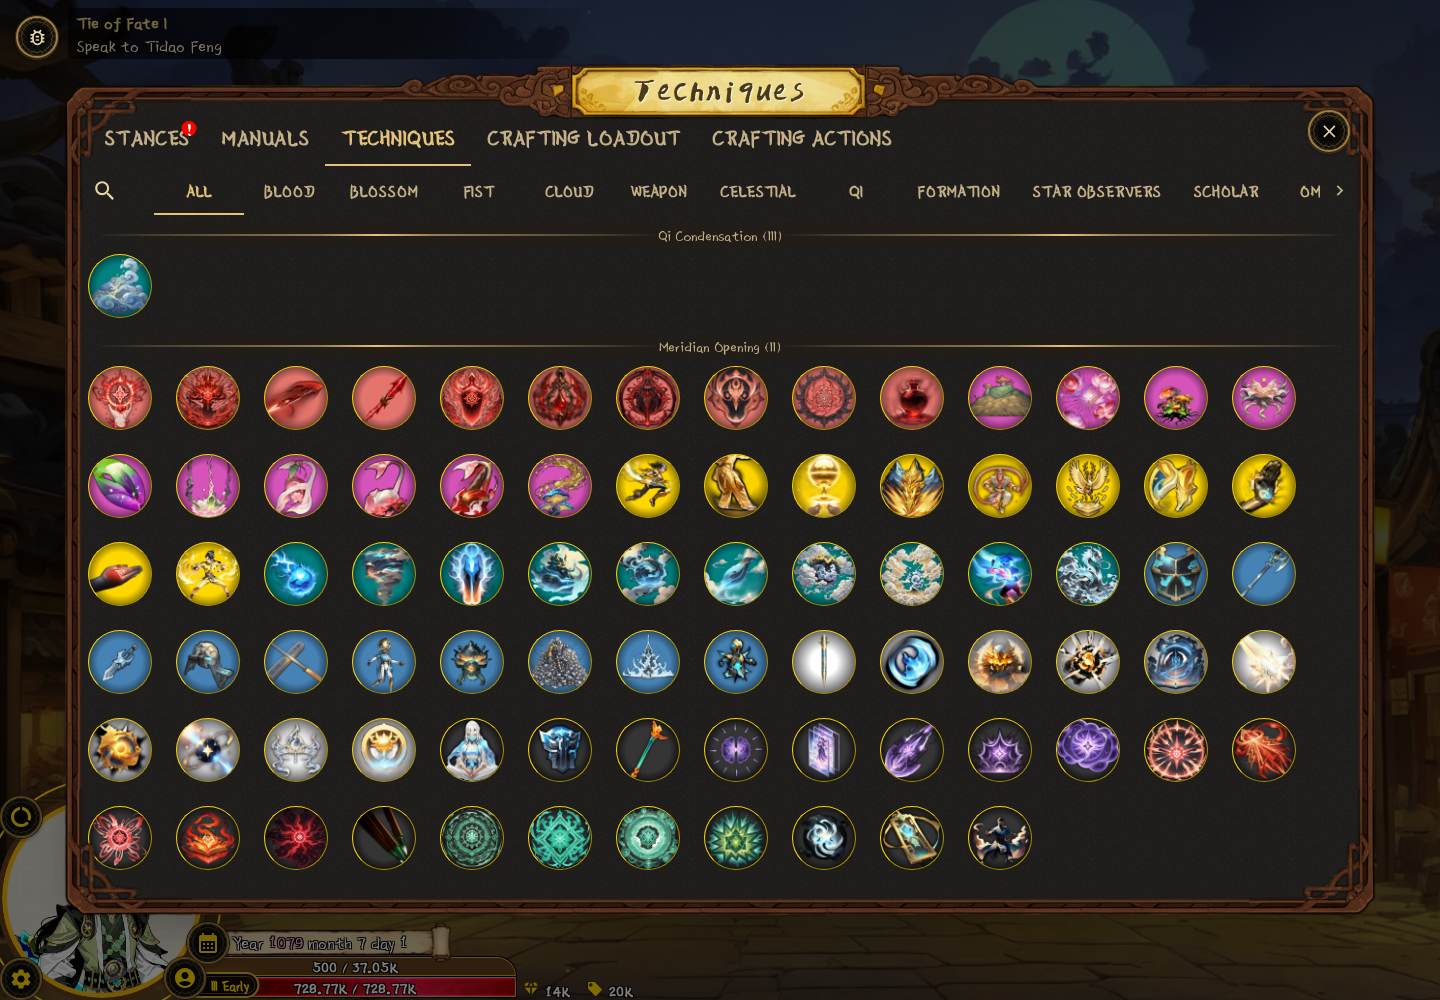 Tie of Fate I
Speak to Tidao Feng
Techniques
STANCES
!
MANUALS
TECHNIQUES
CRAFTING LOADOUT
CRAFTING ACTIONS
ALL
BLOOD
BLOSSOM
FIST
CLOUD
WEAPON
CELESTIAL
QI
FORMATION
STAR OBSERVERS
SCHOLAR
OM
Qi Condensation (III)
Meridian Opening (II)
Year 1079 month 7 day 1
500 / 37.05K
III Early
728.77K / 728.77K
14K
20K